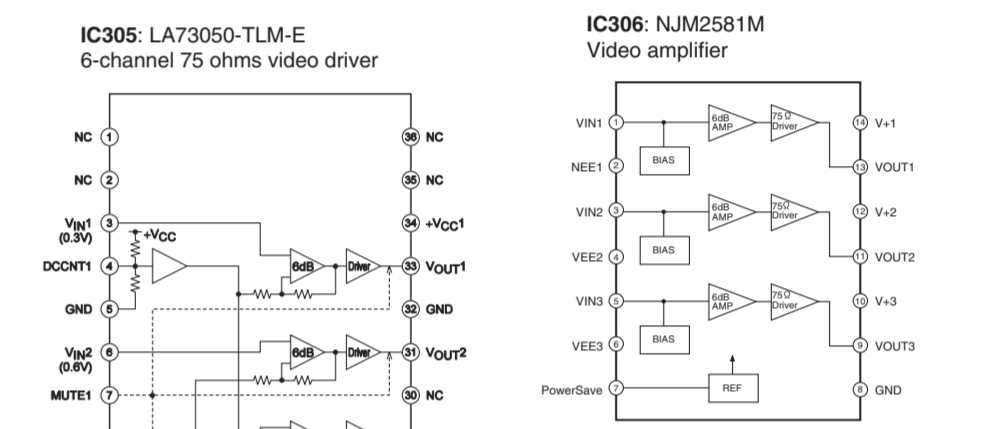 IC305: LA73050-TLM-E
6-channel 75 ohms video driver
NC 1
NC 2
VIN1 3
(0.3V)
+VCC
DCCNT1 4
GND 5
VIN2 6
(0.6V)
MUTE1 7
6dB
Driver
6dB
Driver
36 NC
35 NC
34 +VCC1
33 VOUT1
32 GND
31 VOUT2
30 NC
IC306: NJM2581M
Video amplifier
VIN1 1
NEE1 2
VIN2 3
VEE2 4
VIN3 5
VEE3 6
PowerSave 7
BIAS
6dB
AMP
75Ω
Driver
BIAS
6dB
AMP
75Ω
Driver
BIAS
6dB
AMP
75Ω
Driver
REF
14 V+1
13 VOUT1
12 V+2
11 VOUT2
10 V+3
9 VOUT3
8 GND